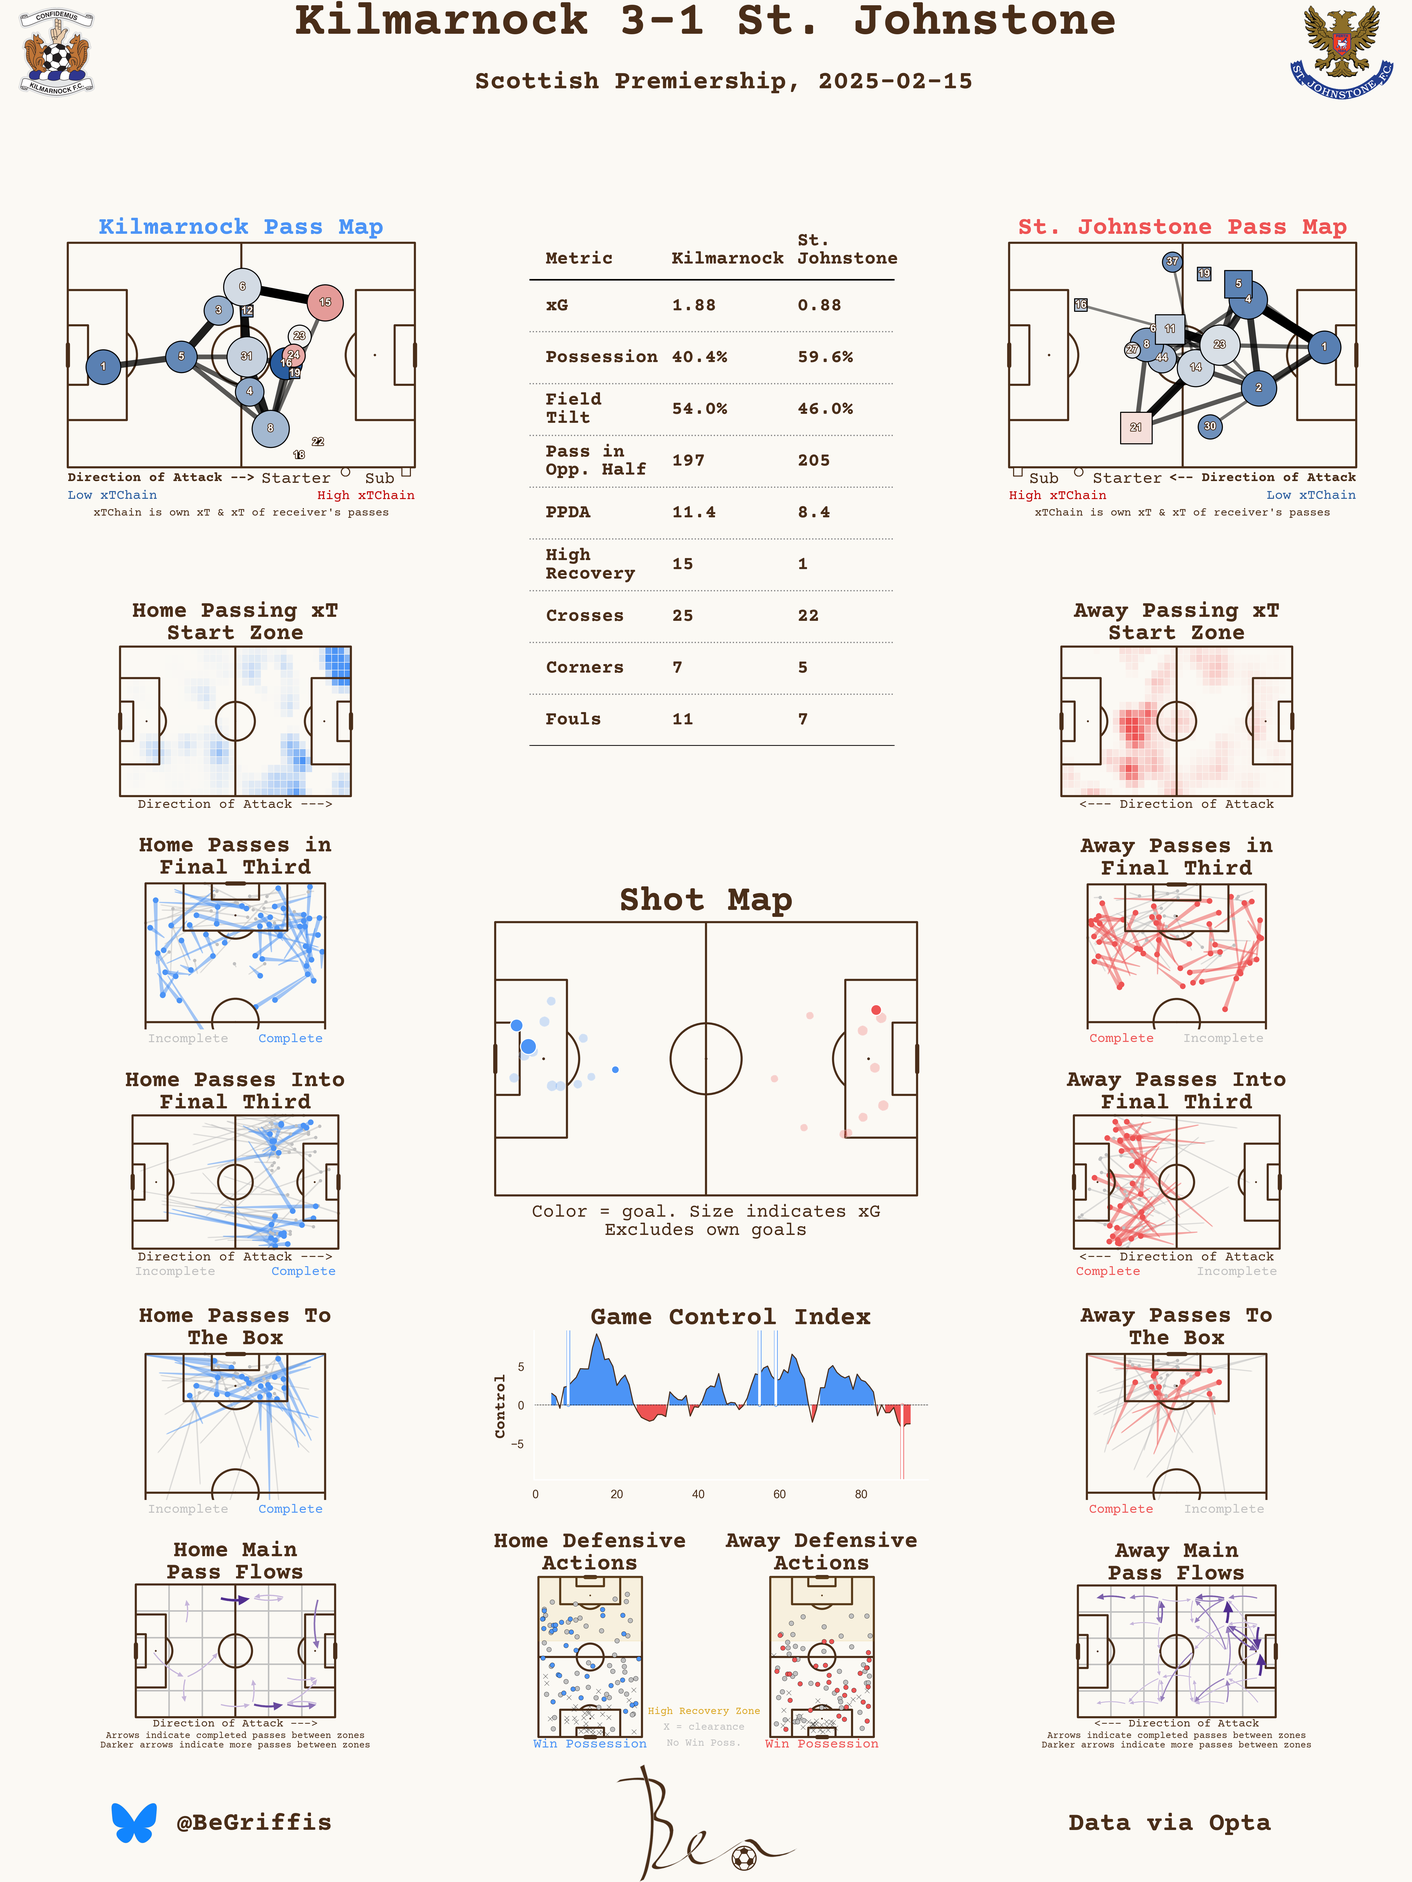 Kilmarnock 3-1 St. Johnstone
Scottish Premiership, 2025-02-15
CONFIDEMUS
KILMARNOCK F.C.
ST. JOHNSTONE F.C.
Kilmarnock Pass Map
6
15
3
12
23
5
31
24
16
1
19
4
8
22
18
Direction of Attack --> Starter Sub
Low xTChain High xTChain
xTChain is own xT & xT of receiver's passes
Metric Kilmarnock St. Johnstone
xG 1.88 0.88
Possession 40.4% 59.6%
Field Tilt 54.0% 46.0%
Pass in Opp. Half 197 205
PPDA 11.4 8.4
High Recovery 15 1
Crosses 25 22
Corners 7 5
Fouls 11 7
St. Johnstone Pass Map
37
19
5
4
16
11
6
8
23
1
27
44
14
2
21
30
Sub Starter <-- Direction of Attack
High xTChain Low xTChain
xTChain is own xT & xT of receiver's passes
Home Passing xT
Start Zone
Direction of Attack --->
Away Passing xT
Start Zone
<--- Direction of Attack
Home Passes in
Final Third
Incomplete Complete
Away Passes in
Final Third
Complete Incomplete
Shot Map
Color = goal. Size indicates xG
Excludes own goals
Home Passes Into
Final Third
Direction of Attack --->
Incomplete Complete
Away Passes Into
Final Third
<--- Direction of Attack
Complete Incomplete
Home Passes To
The Box
Incomplete Complete
Game Control Index
Control
5
0
−5
0 20 40 60 80
Away Passes To
The Box
Complete Incomplete
Home Main
Pass Flows
Direction of Attack --->
Arrows indicate completed passes between zones
Darker arrows indicate more passes between zones
Home Defensive
Actions
Win Possession
High Recovery Zone
X = clearance
No Win Poss.
Away Defensive
Actions
Win Possession
Away Main
Pass Flows
<--- Direction of Attack
Arrows indicate completed passes between zones
Darker arrows indicate more passes between zones
@BeGriffis
Ben
Data via Opta